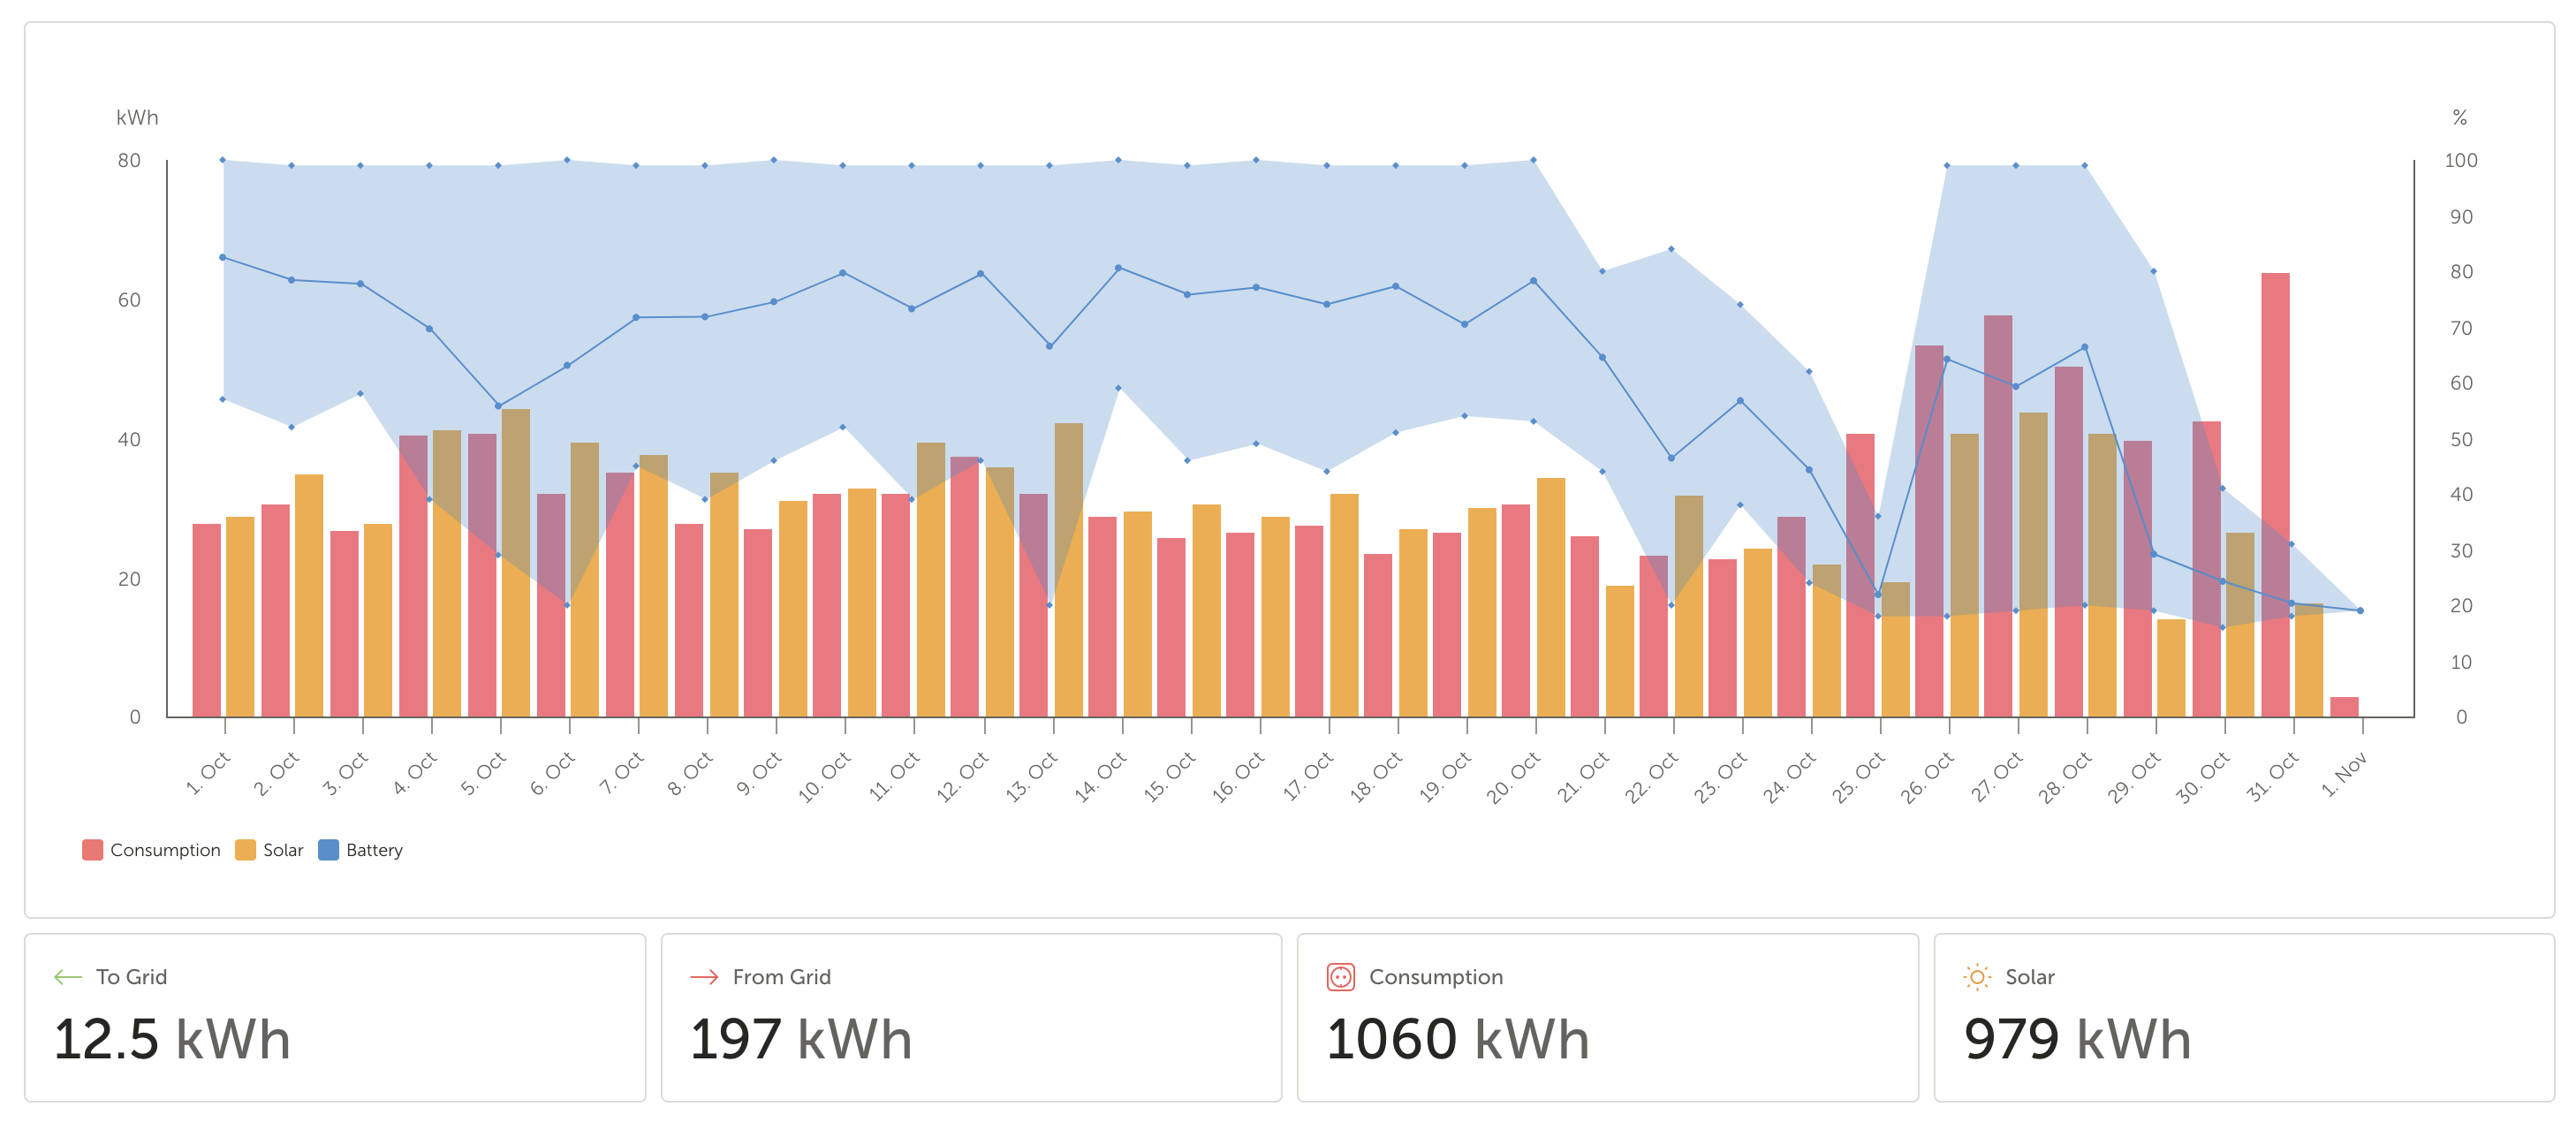 kWh %
80 100
90
80
60
70
60
40 50
40
20 30
20
10
0 0
1. Oct 2. Oct 3. Oct 4. Oct 5. Oct 6. Oct 7. Oct 8. Oct 9. Oct 10. Oct 11. Oct 12. Oct 13. Oct 14. Oct 15. Oct 16. Oct 17. Oct 18. Oct 19. Oct 20. Oct 21. Oct 22. Oct 23. Oct 24. Oct 25. Oct 26. Oct 27. Oct 28. Oct 29. Oct 30. Oct 31. Oct 1. Nov
Consumption Solar Battery
To Grid
12.5 kWh
From Grid
197 kWh
Consumption
1060 kWh
Solar
979 kWh